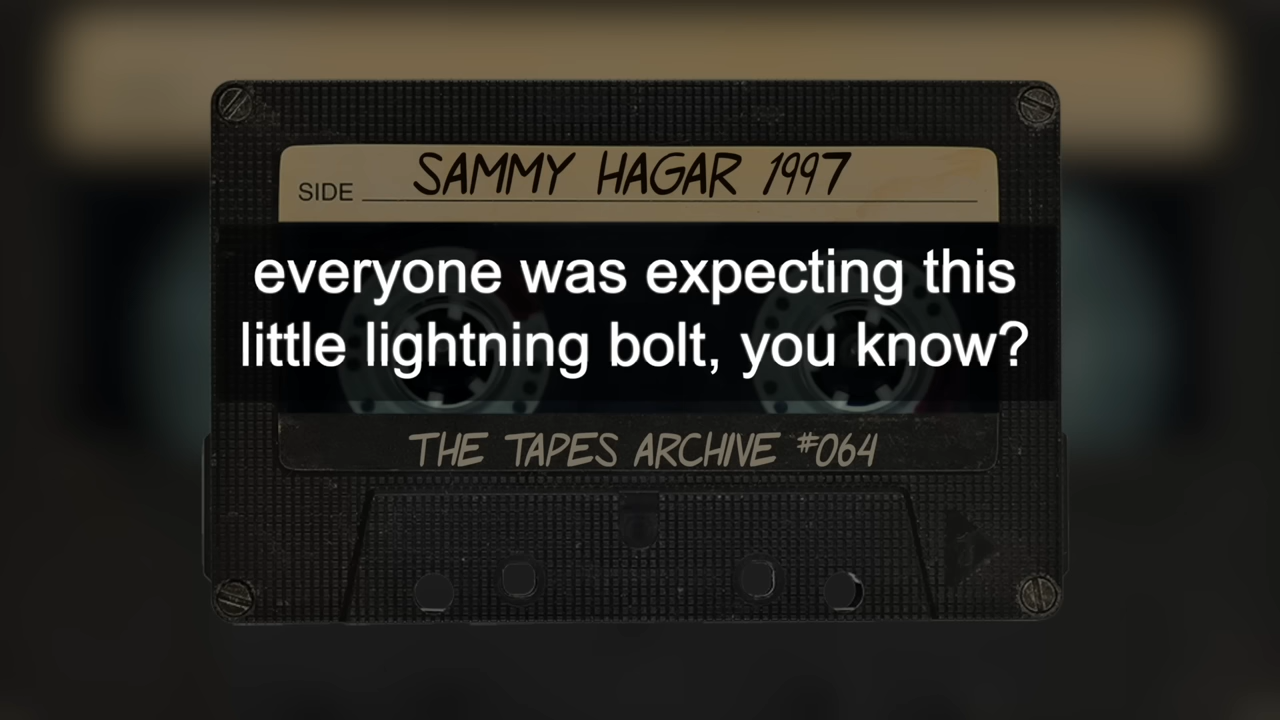 SAMMY HAGAR 1997
SIDE
everyone was expecting this
little lightning bolt, you know?
THE TAPES ARCHIVE #064